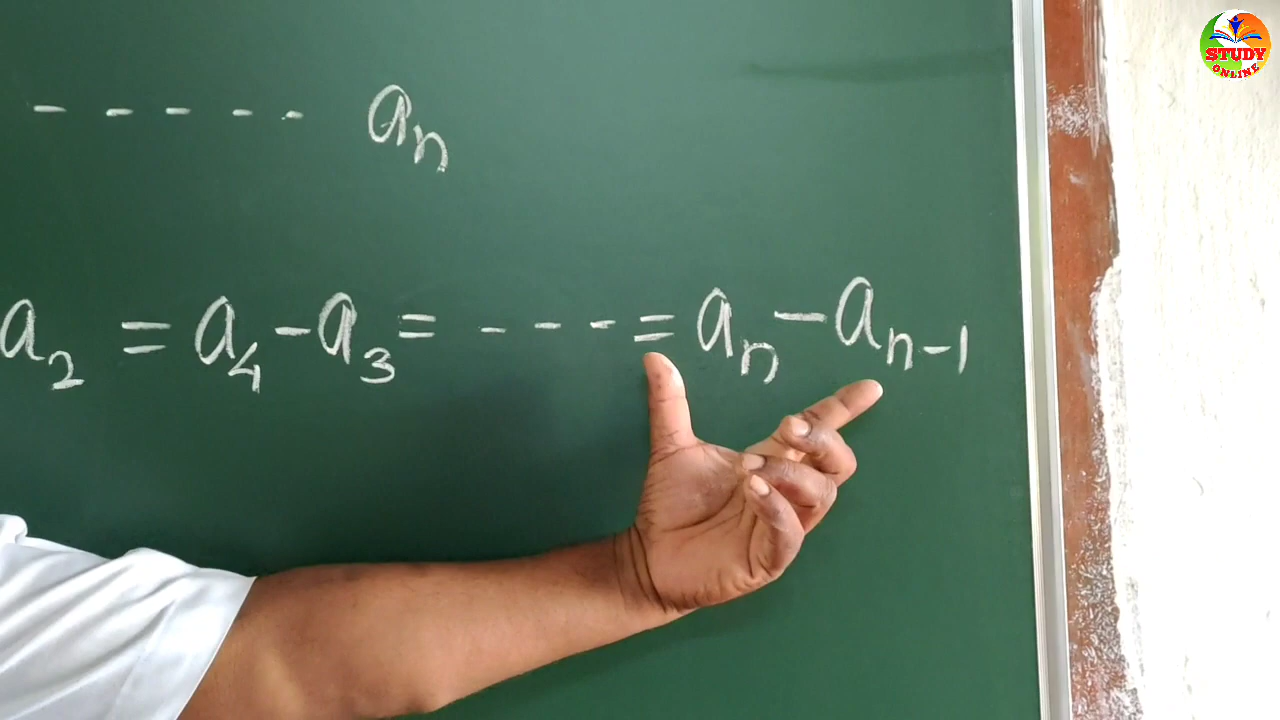 STUDY
ONLINE
- - - - - aₙ
a₂ = a₄ - a₃ = - - - = aₙ - aₙ₋₁